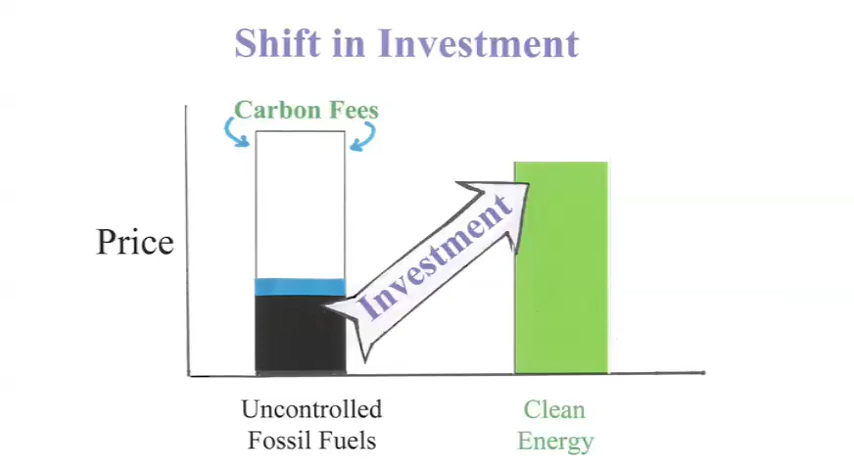 Shift in Investment
Carbon Fees
Price
Investment
Uncontrolled
Fossil Fuels
Clean
Energy